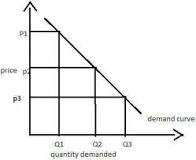 P1
price
p2
p3
demand curve
Q1 Q2 Q3
quantity demanded